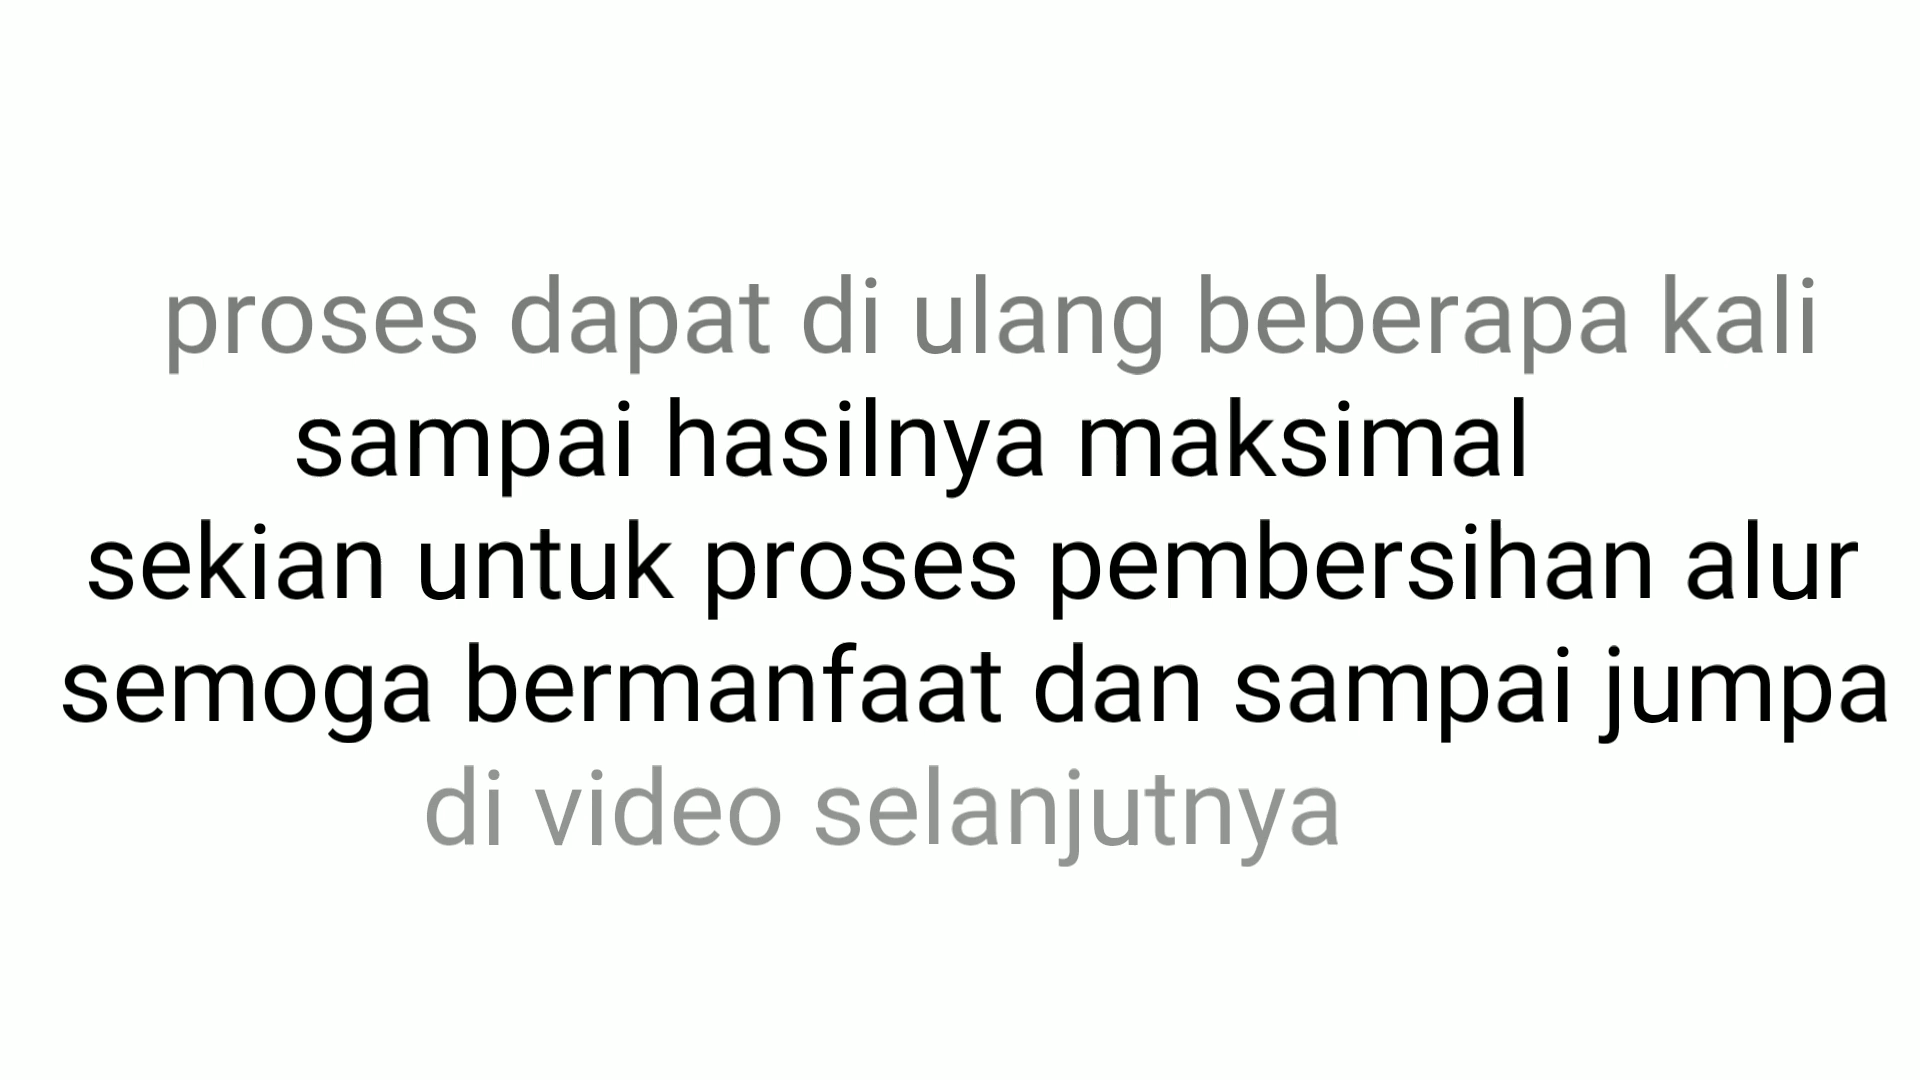 proses dapat di ulang beberapa kali
sampai hasilnya maksimal
sekian untuk proses pembersihan alur
semoga bermanfaat dan sampai jumpa
di video selanjutnya